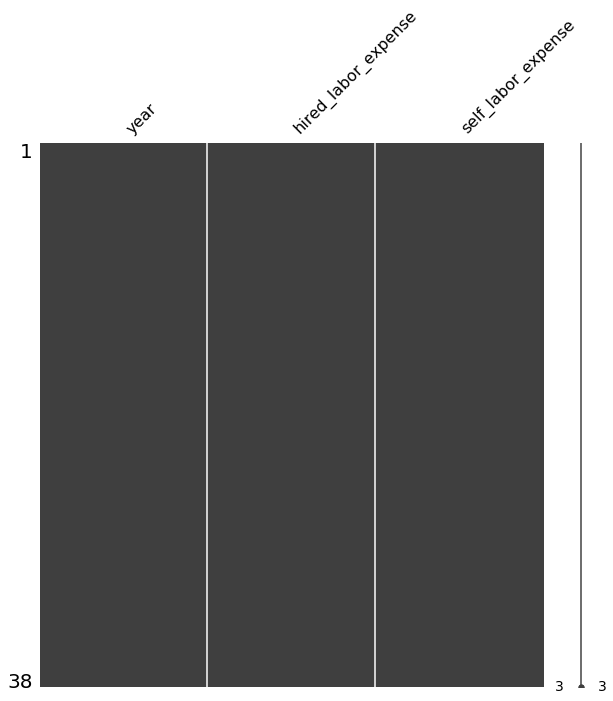 year
hired_labor_expense
self_labor_expense
1
38
3
3